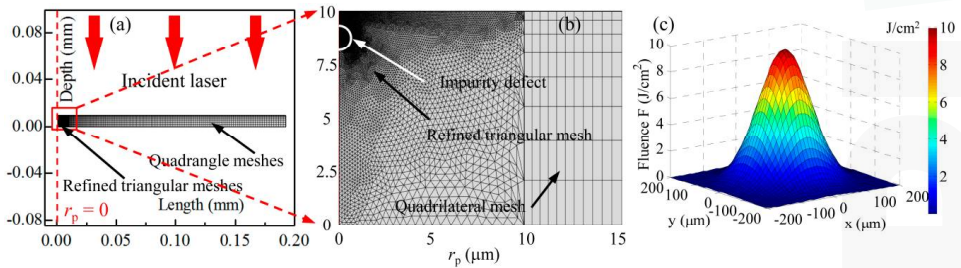 (a)
Depth (mm)
0.08
0.04
0.00
-0.04
-0.08
Incident laser
Quadrangle meshes
Refined triangular meshes
r_p = 0
Length (mm)
0.00 0.05 0.10 0.15 0.20
(b)
10
7.5
5.0
2.5
0
Impurity defect
Refined triangular mesh
Quadrilateral mesh
0 5 10 15
r_p (μm)
(c)
J/cm²
Fluence F (J/cm²)
10
8
6
4
2
0
200
100
0
-100
-200
y (μm)
-200
-100
0
100
200
x (μm)
10
8
6
4
2